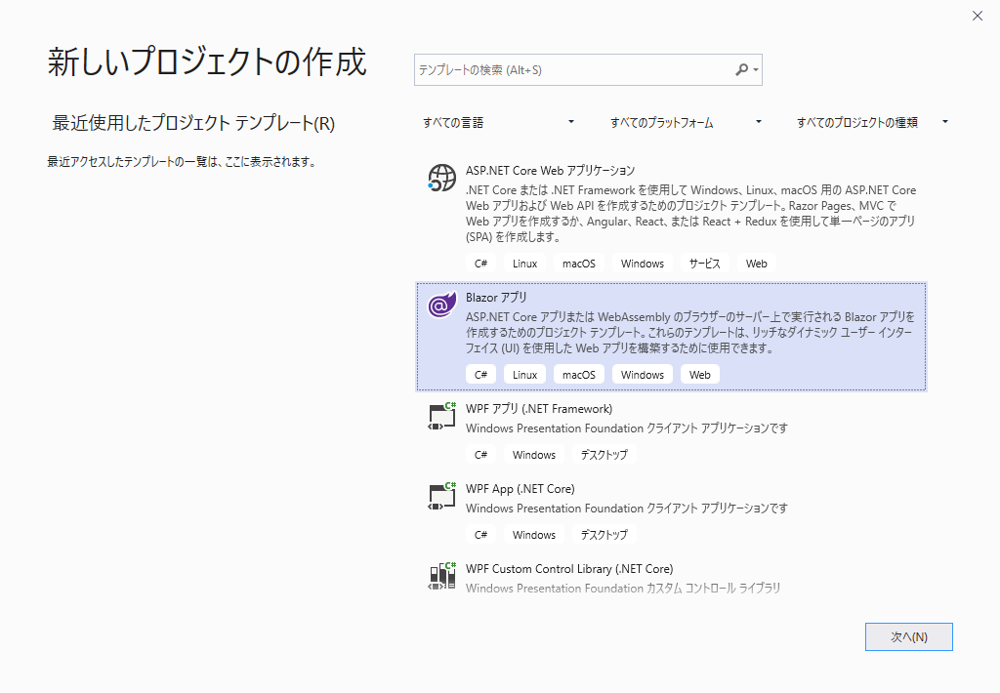 新しいプロジェクトの作成
テンプレートの検索 (Alt+S)
最近使用したプロジェクト テンプレート(R)
最近アクセスしたテンプレートの一覧は、ここに表示されます。
すべての言語 すべてのプラットフォーム すべてのプロジェクトの種類
ASP.NET Core Web アプリケーション
.NET Core または .NET Framework を使用して Windows、Linux、macOS 用の ASP.NET Core
Web アプリおよび Web API を作成するためのプロジェクト テンプレート。Razor Pages、MVC で
Web アプリを作成するか、Angular、React、または React + Redux を使用して単一ページのアプリ
(SPA) を作成します。
C# Linux macOS Windows サービス Web
Blazor アプリ
ASP.NET Core アプリまたは WebAssembly のブラウザーのサーバー上で実行される Blazor アプリを
作成するためのプロジェクト テンプレート。これらのテンプレートは、リッチなダイナミック ユーザー インター
フェイス (UI) を使用した Web アプリを構築するために使用できます。
C# Linux macOS Windows Web
WPF アプリ (.NET Framework)
Windows Presentation Foundation クライアント アプリケーションです
C# Windows デスクトップ
WPF App (.NET Core)
Windows Presentation Foundation クライアント アプリケーションです
C# Windows デスクトップ
WPF Custom Control Library (.NET Core)
Windows Presentation Foundation カスタム コントロール ライブラリ
次へ(N)